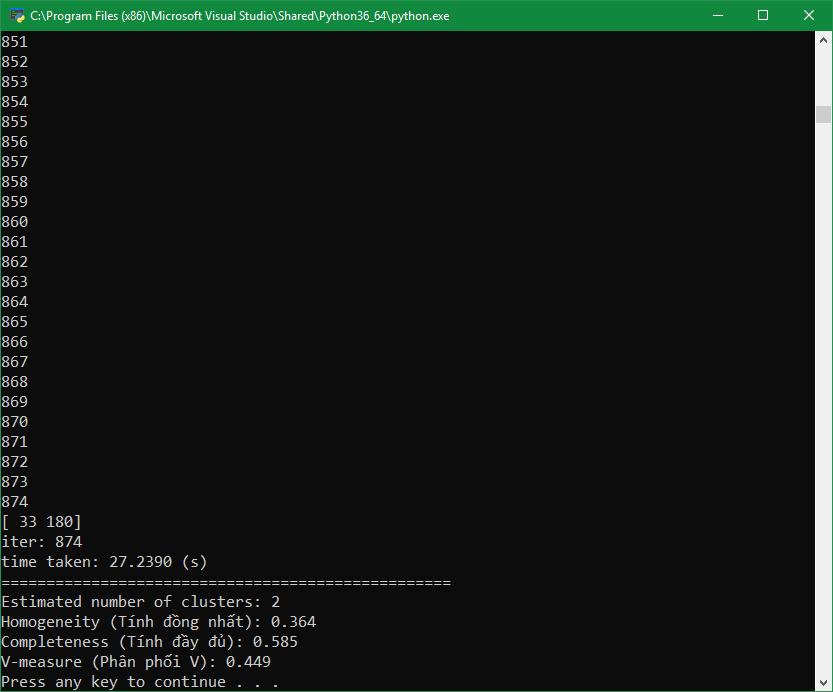 C:\Program Files (x86)\Microsoft Visual Studio\Shared\Python36_64\python.exe
851
852
853
854
855
856
857
858
859
860
861
862
863
864
865
866
867
868
869
870
871
872
873
874
[ 33 180]
iter: 874
time taken: 27.2390 (s)
==================================================
Estimated number of clusters: 2
Homogeneity (Tính đồng nhất): 0.364
Completeness (Tính đầy đủ): 0.585
V-measure (Phân phối V): 0.449
Press any key to continue . . .